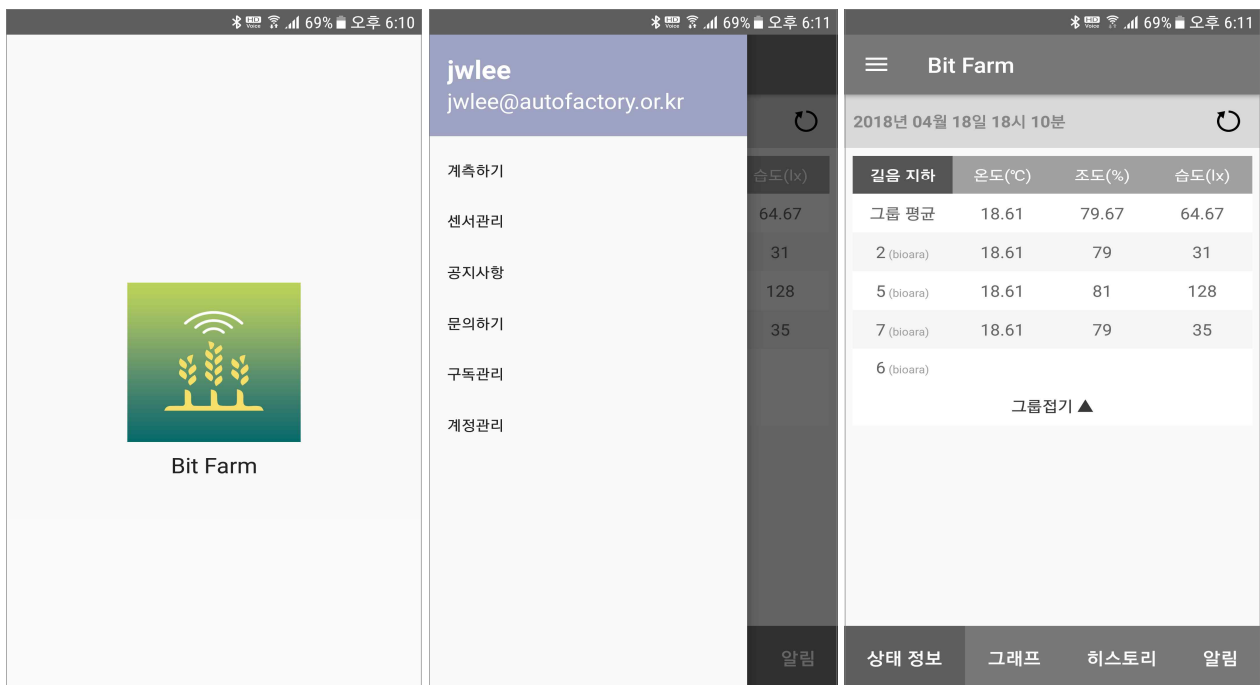 HD Voice 69% 오후 6:10
Bit Farm
HD Voice 69% 오후 6:11
jwlee
jwlee@autofactory.or.kr
계측하기
센서관리
공지사항
문의하기
구독관리
계정관리
습도(lx)
64.67
31
128
35
알림
HD Voice 69% 오후 6:11
Bit Farm
2018년 04월 18일 18시 10분
길음 지하 온도(℃) 조도(%) 습도(lx)
그룹 평균 18.61 79.67 64.67
2 (bioara) 18.61 79 31
5 (bioara) 18.61 81 128
7 (bioara) 18.61 79 35
6 (bioara)
그룹접기 ▲
상태 정보 그래프 히스토리 알림